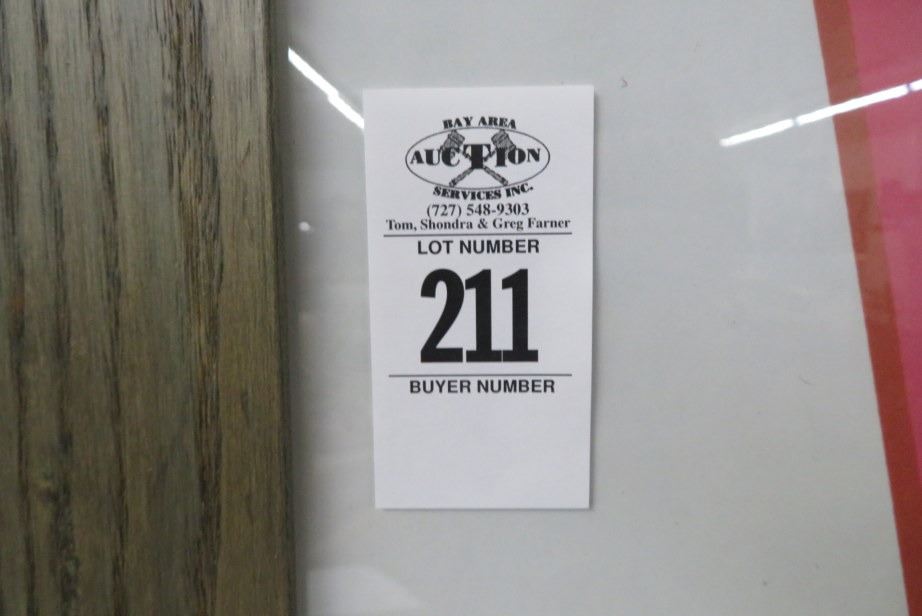 BAY AREA
AUCTION
SERVICES INC.
(727) 548-9303
Tom, Shondra & Greg Farner
LOT NUMBER
211
BUYER NUMBER